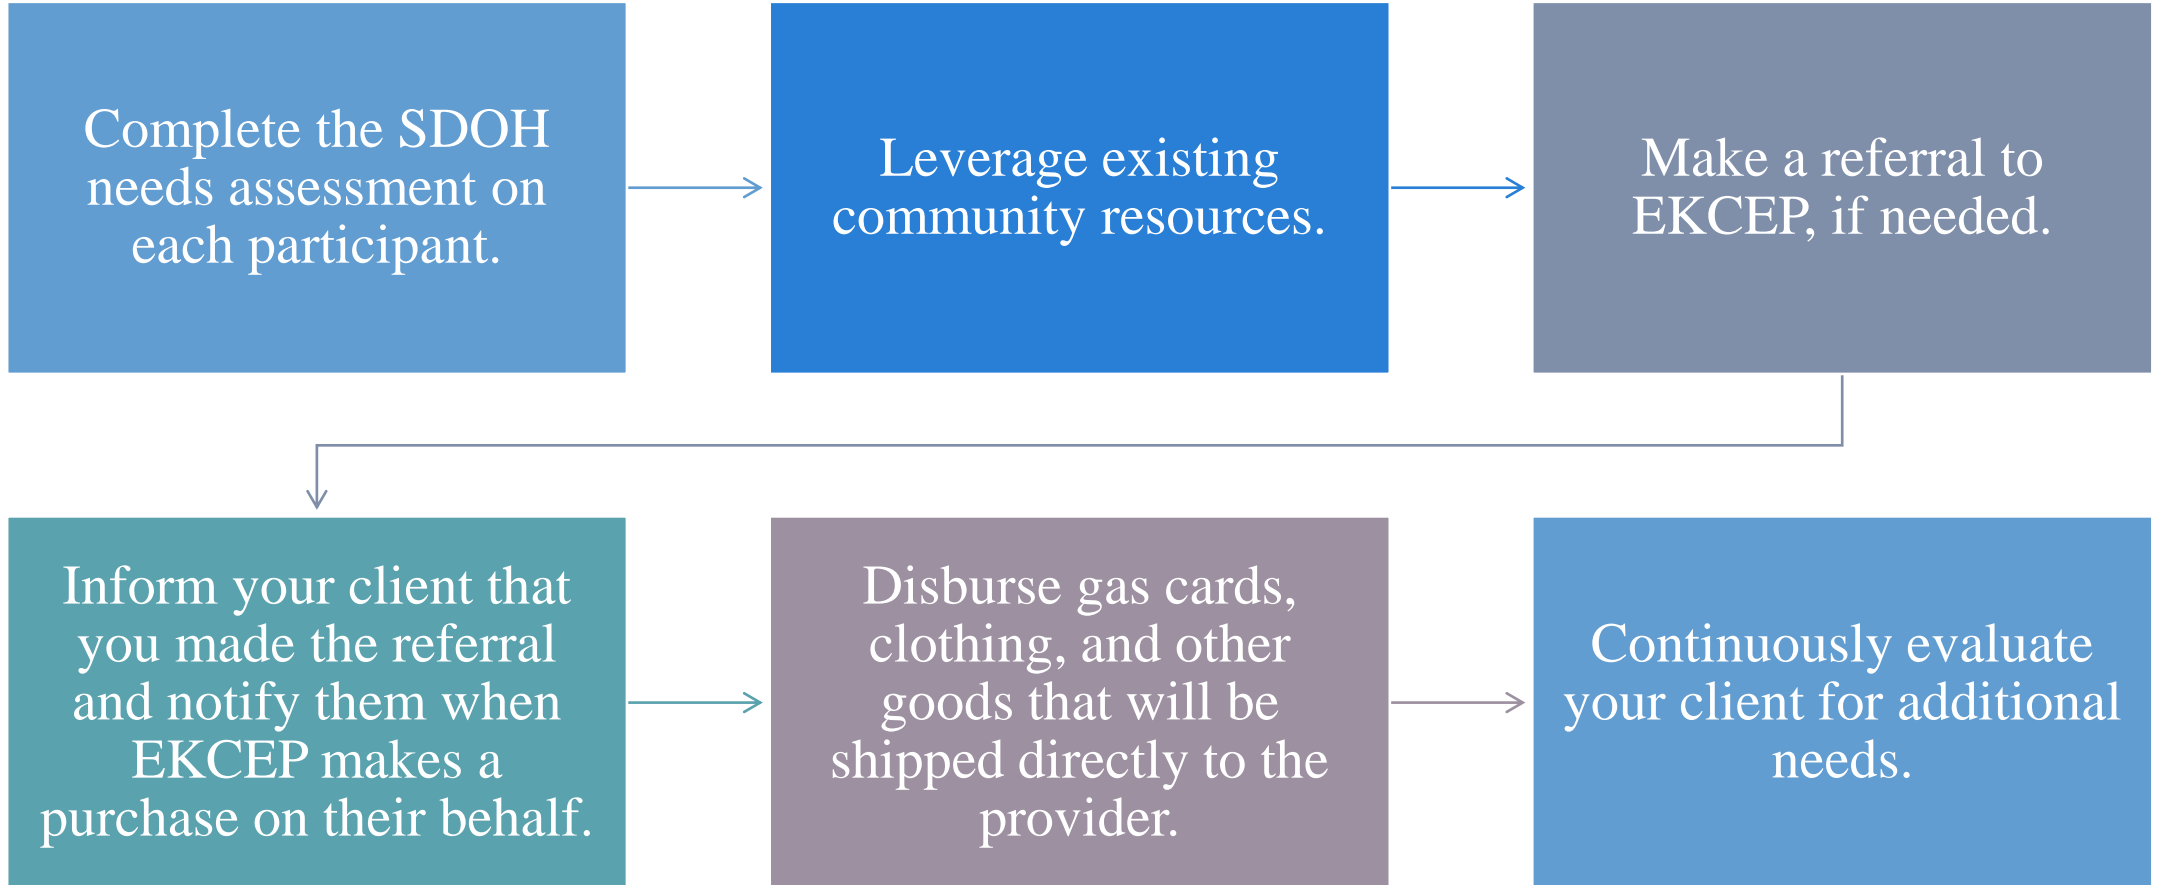 Complete the SDOH
needs assessment on
each participant.
Leverage existing
community resources.
Make a referral to
EKCEP, if needed.
Inform your client that
you made the referral
and notify them when
EKCEP makes a
purchase on their behalf.
Disburse gas cards,
clothing, and other
goods that will be
shipped directly to the
provider.
Continuously evaluate
your client for additional
needs.